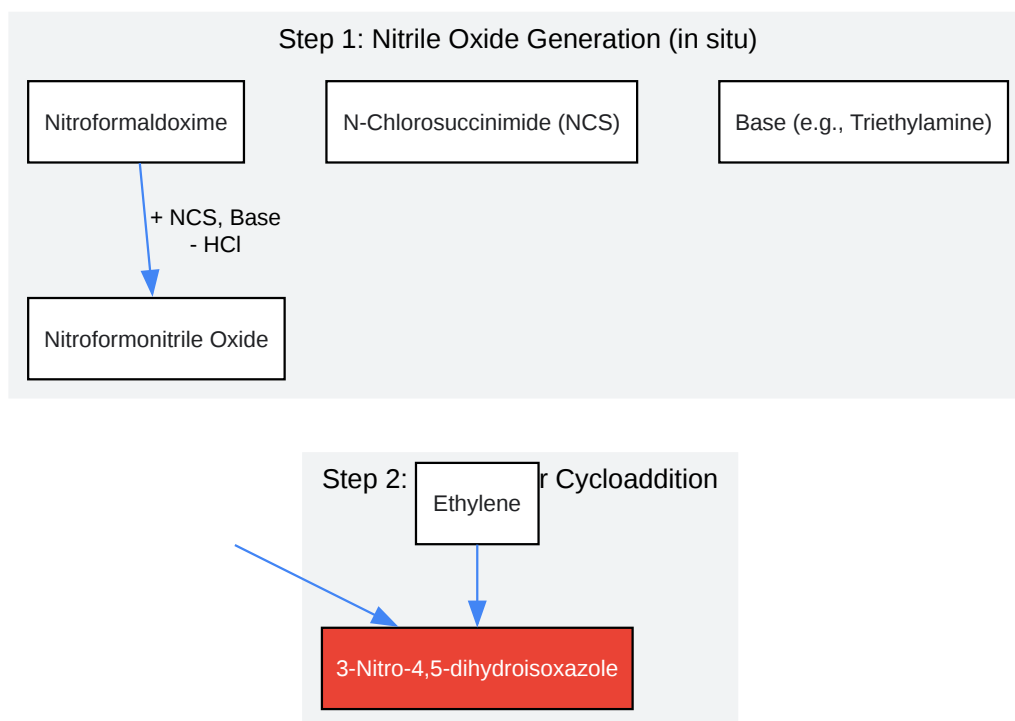 Step 1: Nitrile Oxide Generation (in situ)
Nitroformaldoxime
N-Chlorosuccinimide (NCS)
Base (e.g., Triethylamine)
+ NCS, Base
- HCl
Nitroformonitrile Oxide
Step 2: r Cycloaddition
Ethylene
3-Nitro-4,5-dihydroisoxazole